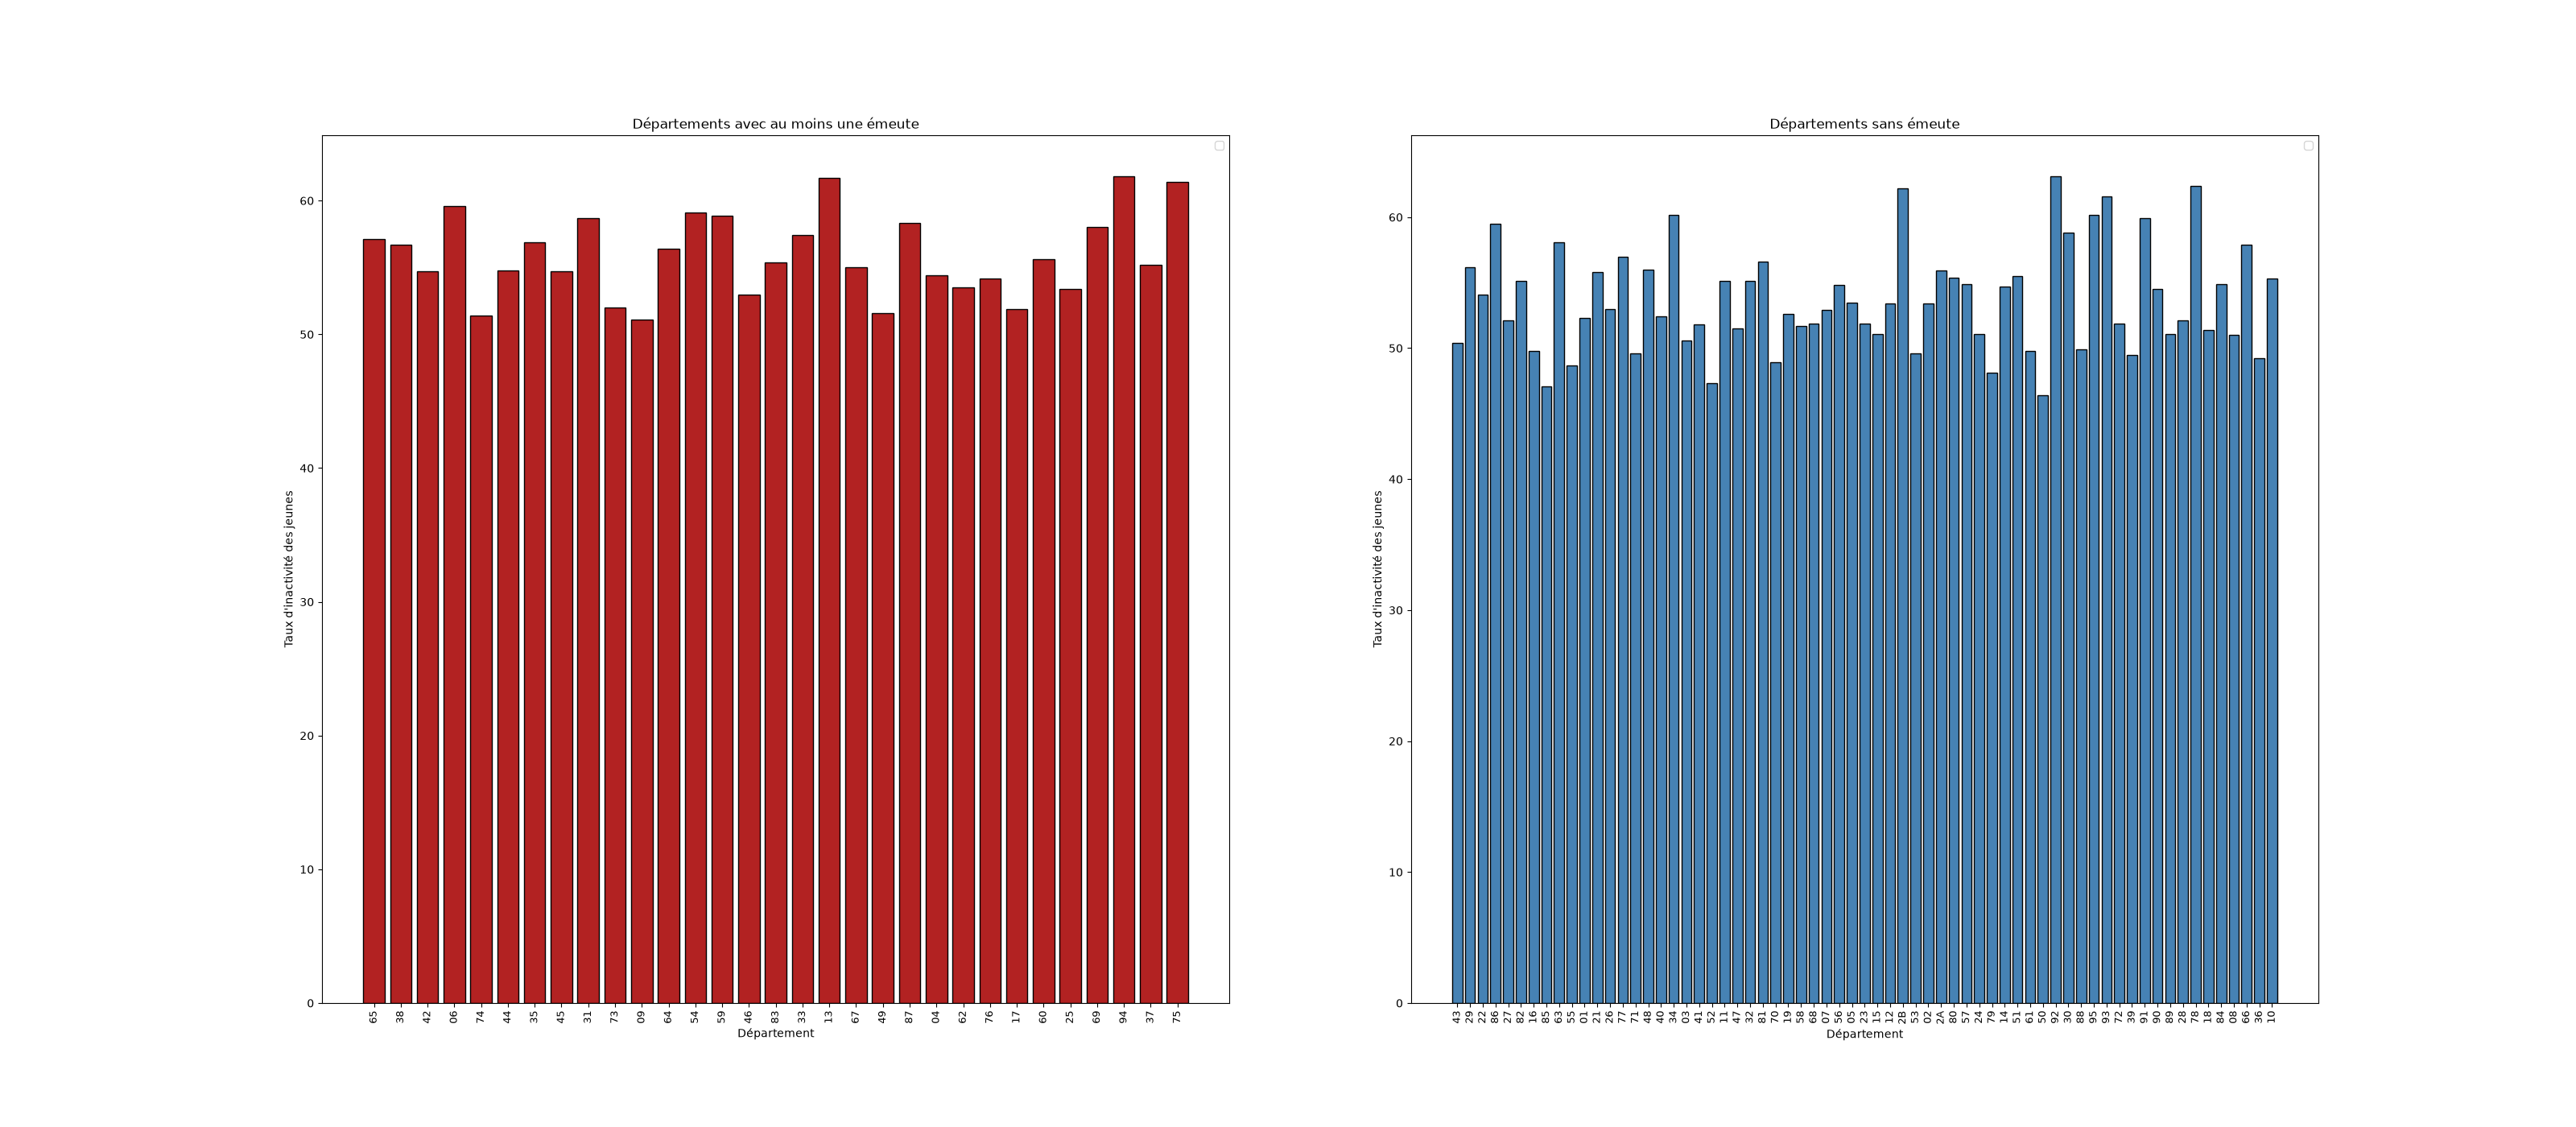 Départements avec au moins une émeute
Taux d'inactivité des jeunes
60
50
40
30
20
10
0
65 38 42 06 74 44 35 45 31 73 09 64 54 59 46 83 33 13 67 49 87 04 62 76 17 60 25 69 94 37 75
Département
Départements sans émeute
Taux d'inactivité des jeunes
60
50
40
30
20
10
0
43 29 22 86 27 82 16 85 63 55 01 21 26 77 71 48 40 34 03 41 52 11 47 32 81 70 19 58 68 07 56 05 23 15 12 2B 53 02 2A 80 57 24 79 14 51 61 50 92 30 88 95 93 72 39 91 90 89 28 78 18 84 08 66 36 10
Département